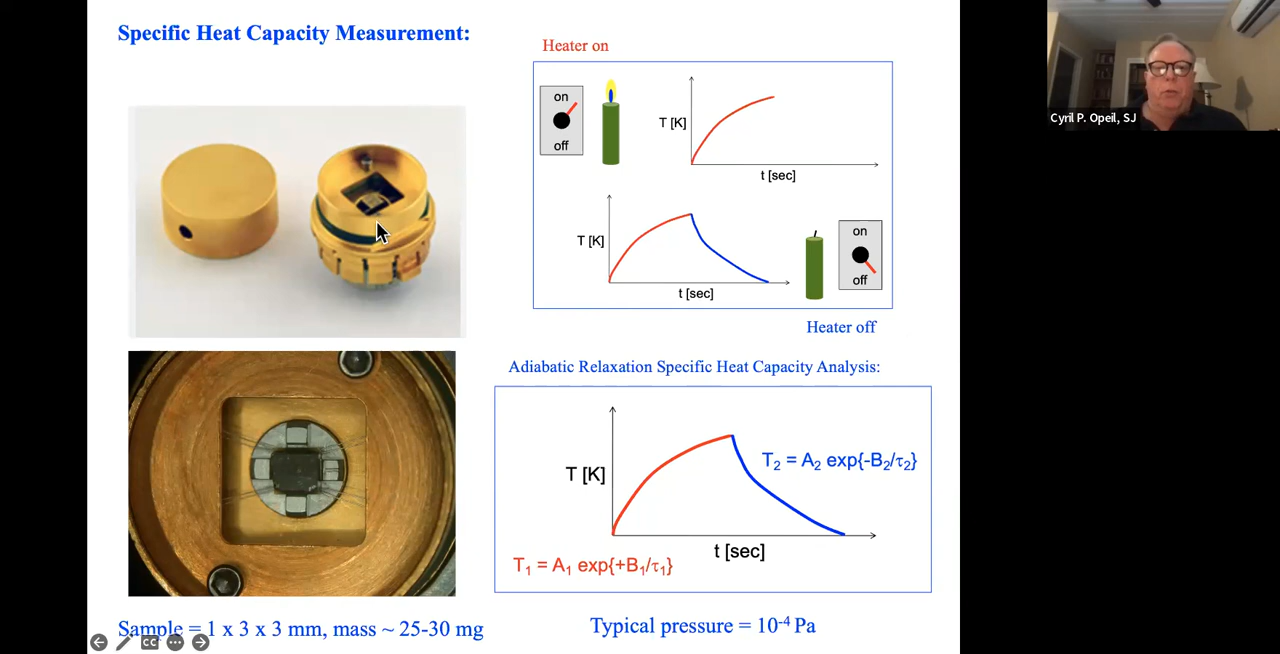 Specific Heat Capacity Measurement:
Heater on
on
off
T [K]
t [sec]
T [K]
t [sec]
on
off
Heater off
Adiabatic Relaxation Specific Heat Capacity Analysis:
T [K]
T₂ = A₂ exp{-B₂/τ₂}
t [sec]
T₁ = A₁ exp{+B₁/τ₁}
Sample = 1 x 3 x 3 mm, mass ~ 25-30 mg
Typical pressure = 10⁻⁴ Pa
CC
Cyril P. Opeil, SJ